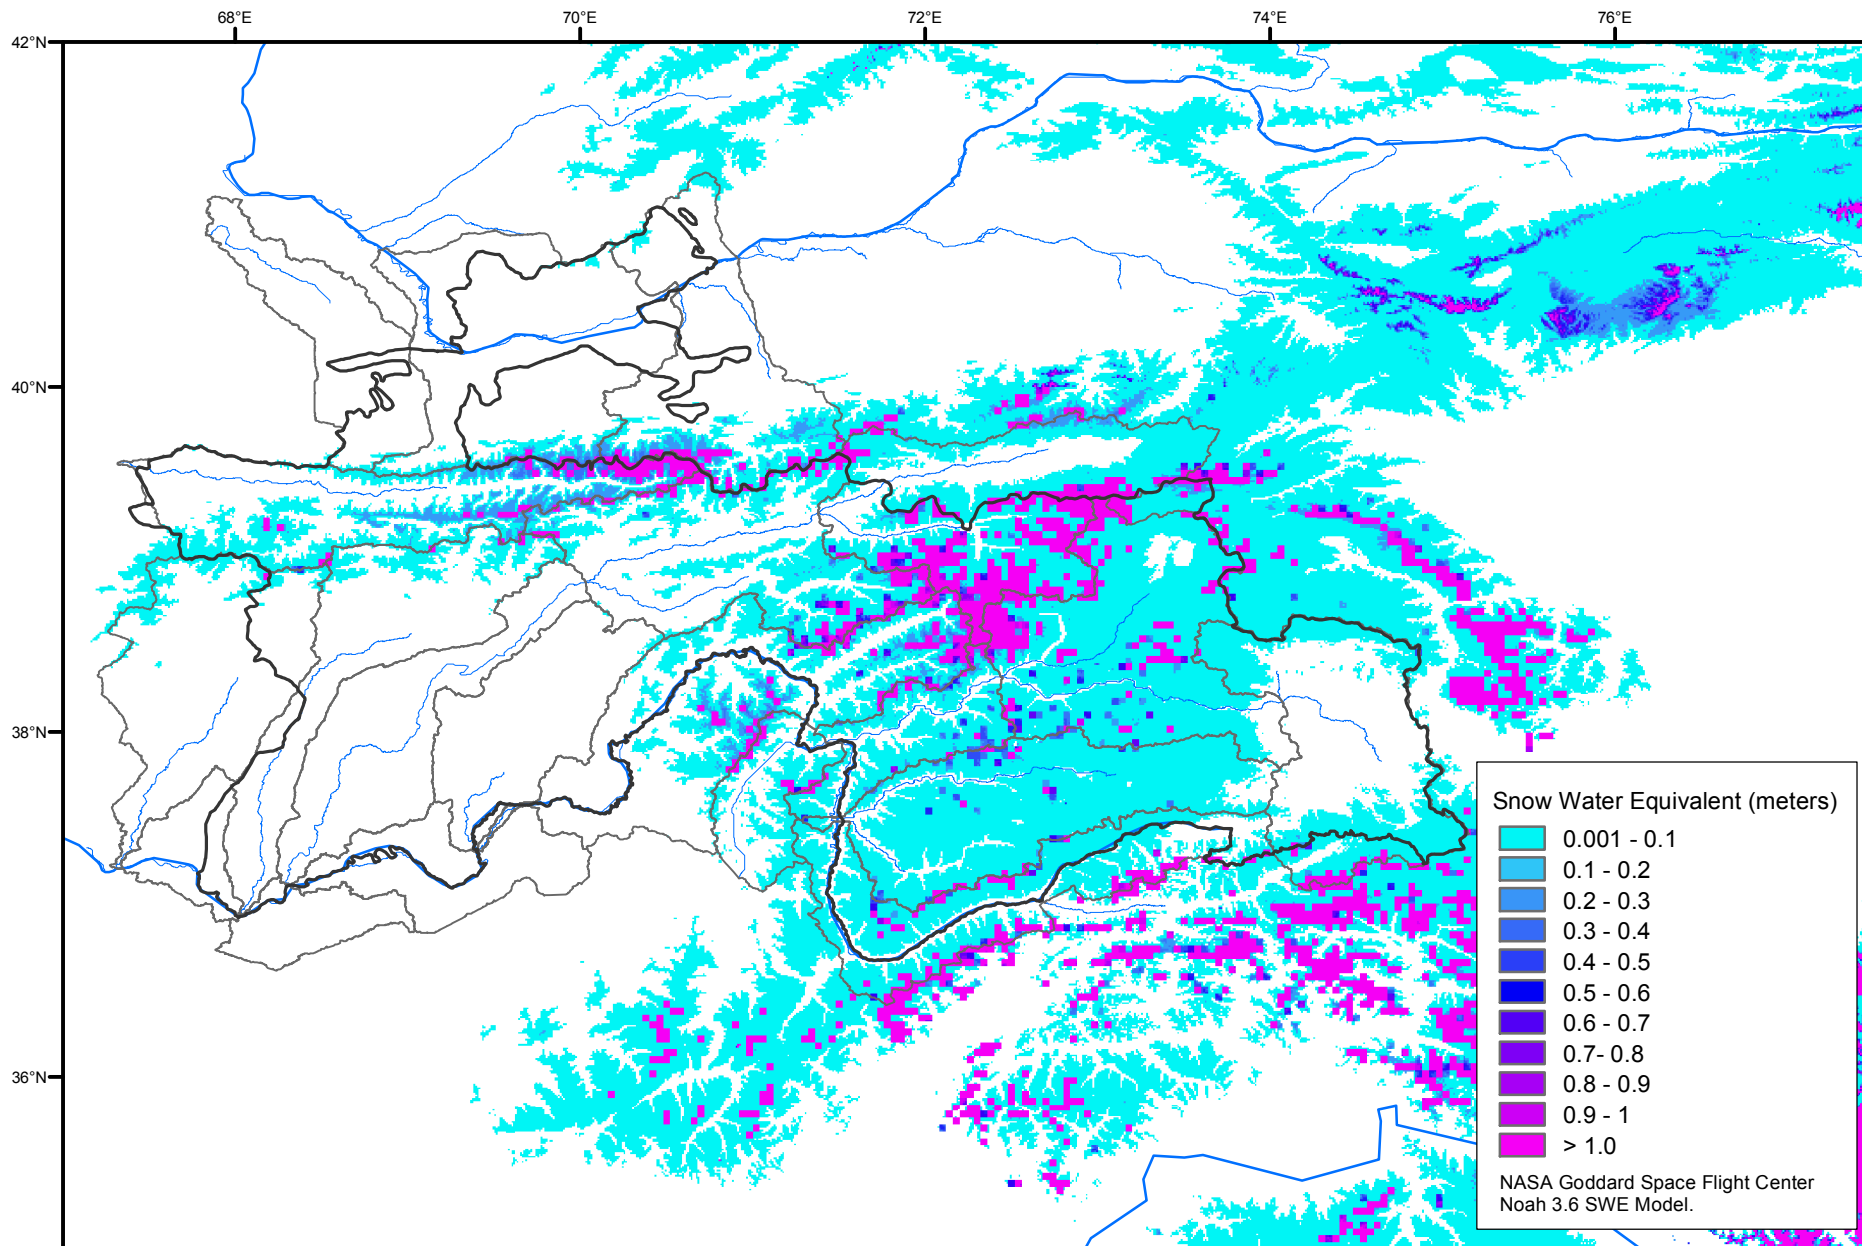 68°E
70°E
72°E
74°E
76°E
42°N
40°N
38°N
36°N
Snow Water Equivalent (meters)
0.001 - 0.1
0.1 - 0.2
0.2 - 0.3
0.3 - 0.4
0.4 - 0.5
0.5 - 0.6
0.6 - 0.7
0.7- 0.8
0.8 - 0.9
0.9 - 1
> 1.0
NASA Goddard Space Flight Center
Noah 3.6 SWE Model.